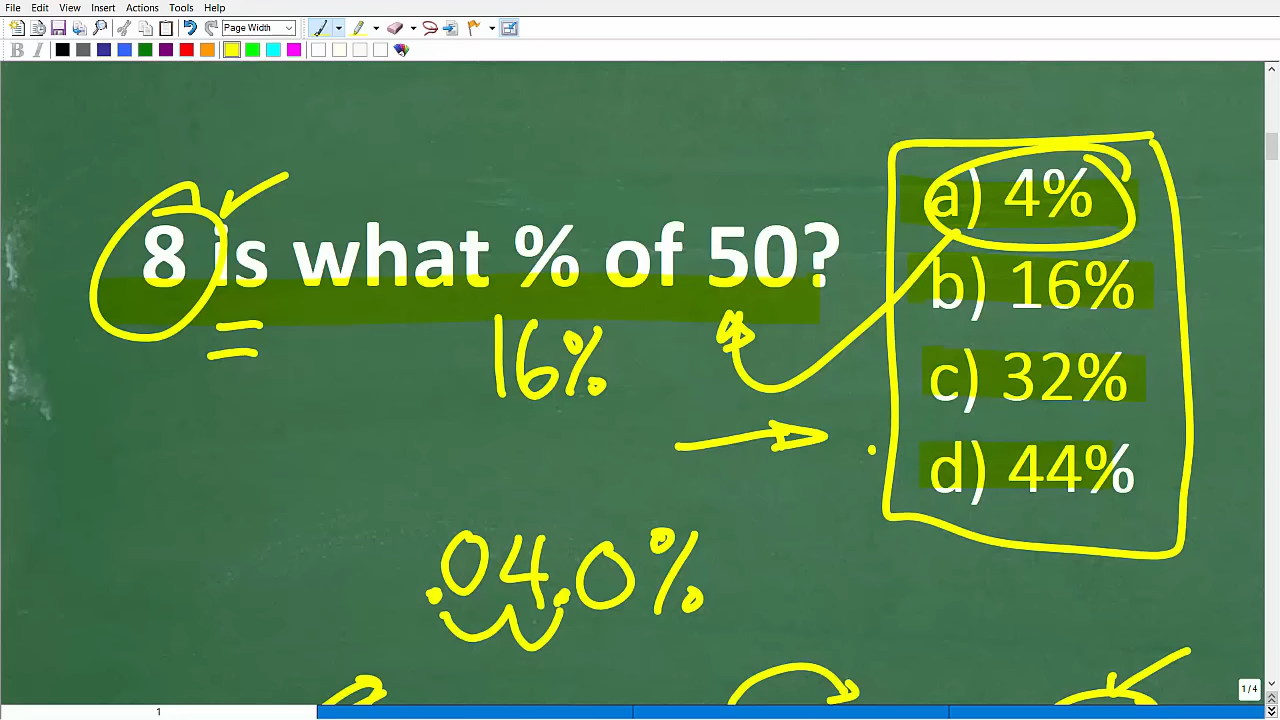 File Edit View Insert Actions Tools Help
Page Width
B I
8 is what % of 50?
a) 4%
b) 16%
c) 32%
d) 44%
16%
.04.0%
1/4
1